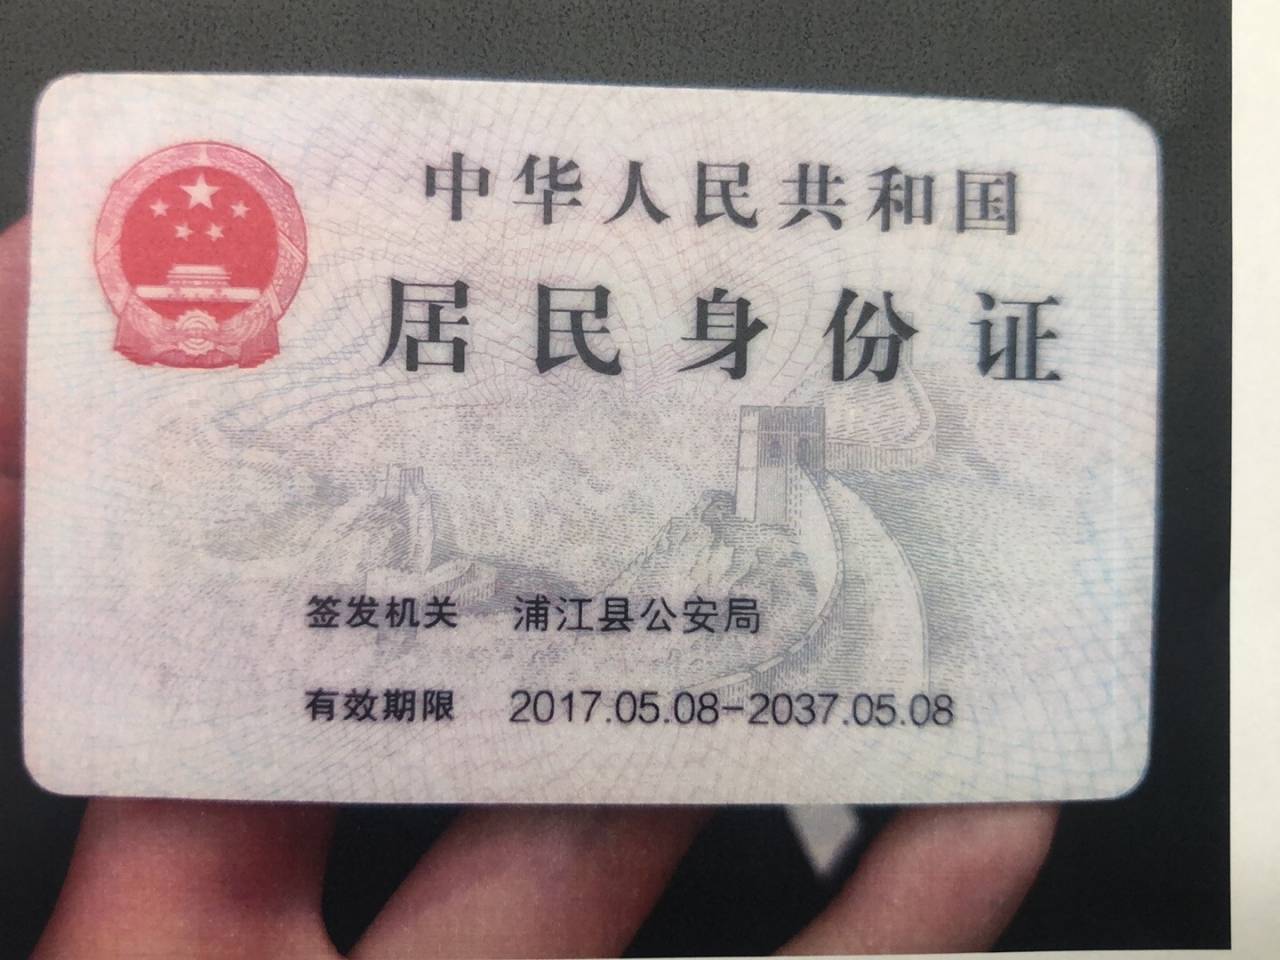 中华人民共和国
居民身份证
签发机关 浦江县公安局
有效期限 2017.05.08-2037.05.08